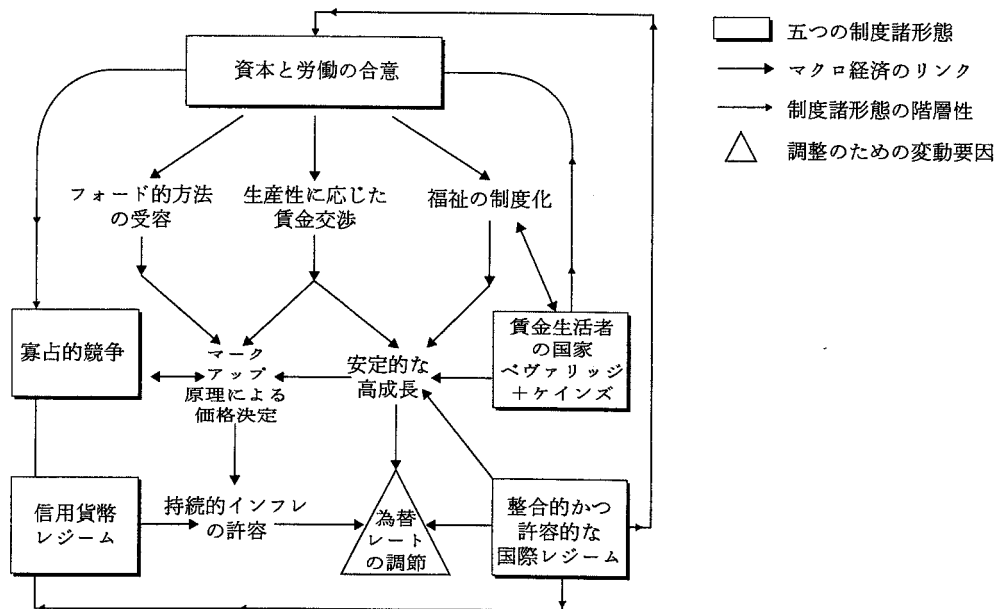 資本と労働の合意
五つの制度諸形態
マクロ経済のリンク
制度諸形態の階層性
調整のための変動要因
フォード的方法
の受容
生産性に応じた
賃金交渉
福祉の制度化
寡占的競争
マーク
アップ
原理による
価格決定
安定的な
高成長
賃金生活者
の国家
ベヴァリッジ
+ケインズ
信用貨幣
レジーム
持続的インフレ
の許容
為替
レート
の調節
整合的かつ
許容的な
国際レジーム